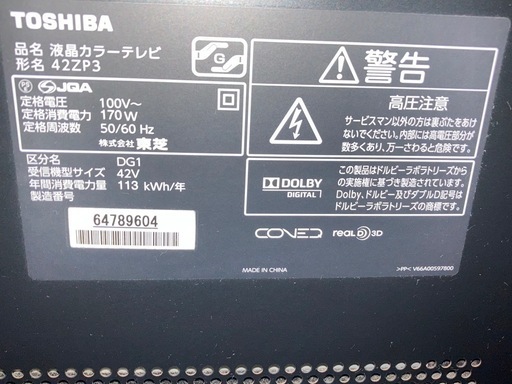 TOSHIBA
品名 液晶カラーテレビ
形名 42ZP3
G
JQA
定格電圧 100V〜
定格消費電力 170W
定格周波数 50/60 Hz
株式会社 東芝
区分名 DG1
受信機型サイズ 42V
年間消費電力量 113 kWh/年
製造番号
64789604
警告
高圧注意
サービスマン以外の方は裏ぶたをあけ
ないでください。内部には高電圧部分が
数多くあり、万一さわると危険です。
DOLBY
DIGITAL
この製品はドルビーラボラトリーズから
の実施権に基づき製造されています。
Dolby、ドルビー及びダブルD記号は
ドルビーラボラトリーズの商標です。
CONEQ
REAL D 3D
MADE IN CHINA
>PP< V66A00597B00